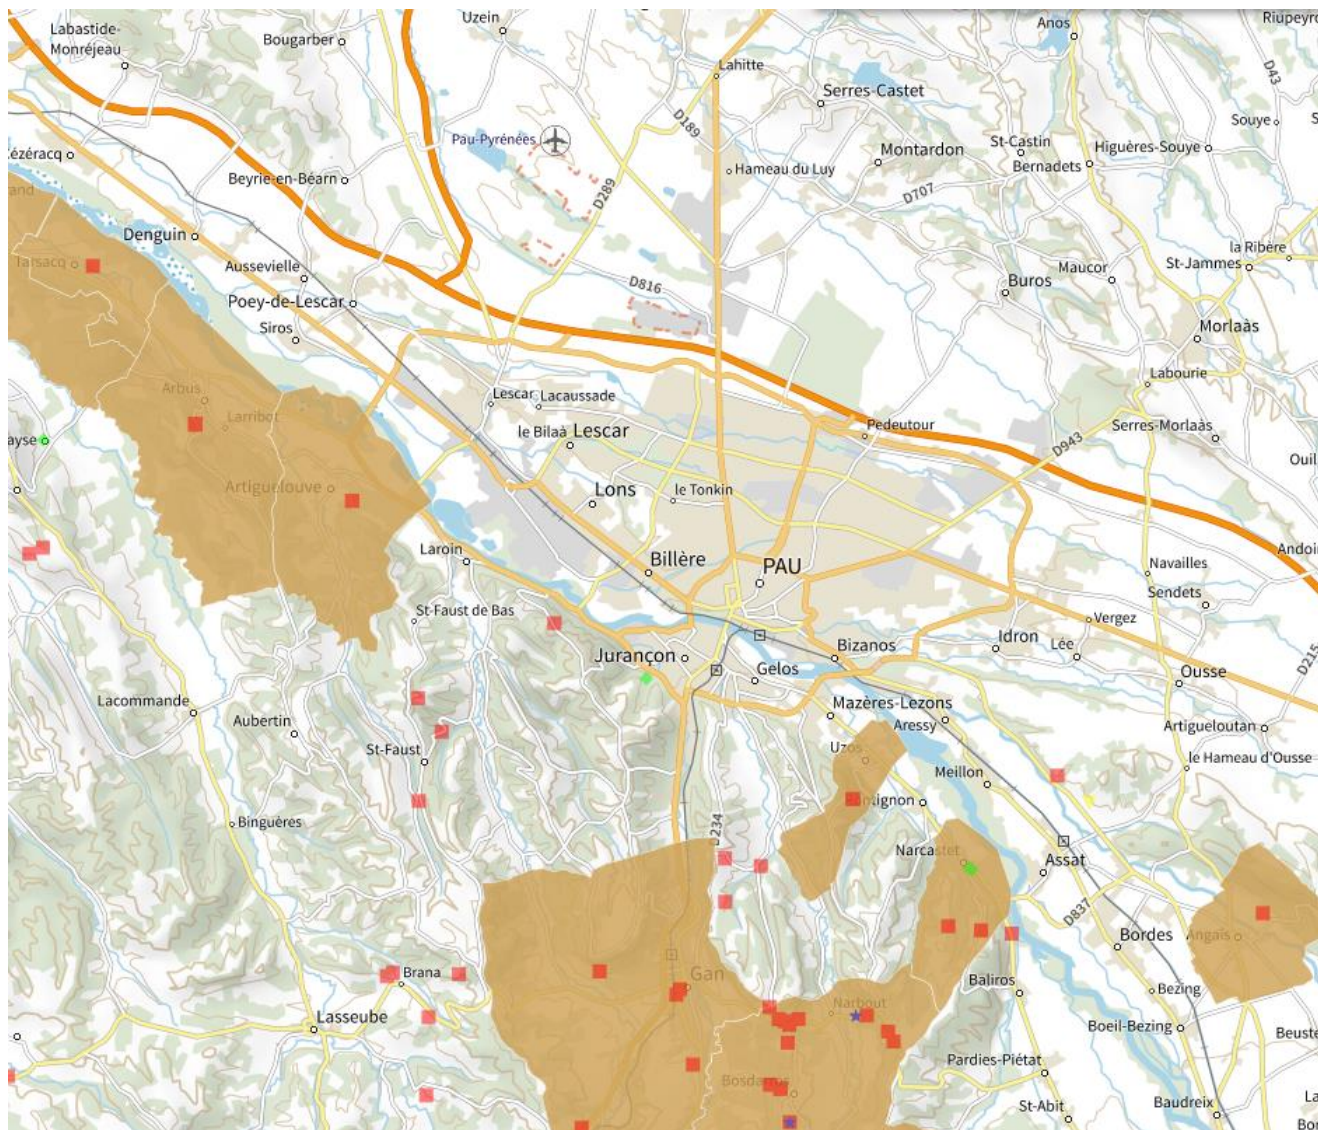 Uzein
Labastide-
Monréjeau
Bougarber
Anos
Lahitte
D43
Serres-Castet
Souye
D189
Pau-Pyrénées
Montardon
St-Castin
Bernadets
Higuères-Souye
Hameau du Luy
Beyrie-en-Béarn
D289
D707
Denguin
Tarsacq
Aussevielle
la Ribère
St-Jammes
Maucor
Buros
D816
Poey-de-Lescar
Siros
Morlaàs
Labourie
Arbus
Larribot
Lescar
Lacaussade
le Bilaà
Lescar
Pedeutour
D943
Serres-Morlaàs
ayse
Artiguelouve
Lons
le Tonkin
Laroin
Billère
PAU
Navailles
Sendets
St-Faust de Bas
Vergez
Idron
Lée
Bizanos
D215
Jurançon
Gelos
Ousse
Lacommande
Aubertin
Mazères-Lezons
Aressy
Artigueloutan
St-Faust
Uzos
le Hameau d'Ousse
Meillon
tignon
Binguères
D234
Narcastet
Assat
D837
Bordes
Angaïs
Brana
Gan
Baliros
Bezing
Lasseube
Narbout
Boeil-Bezing
Pardies-Piétat
Bosdarros
St-Abit
Baudreix